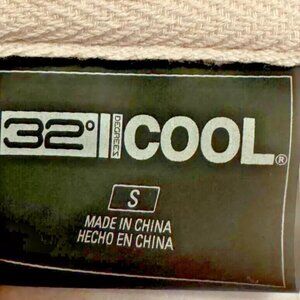 32° DEGREES COOL®
S
MADE IN CHINA
HECHO EN CHINA